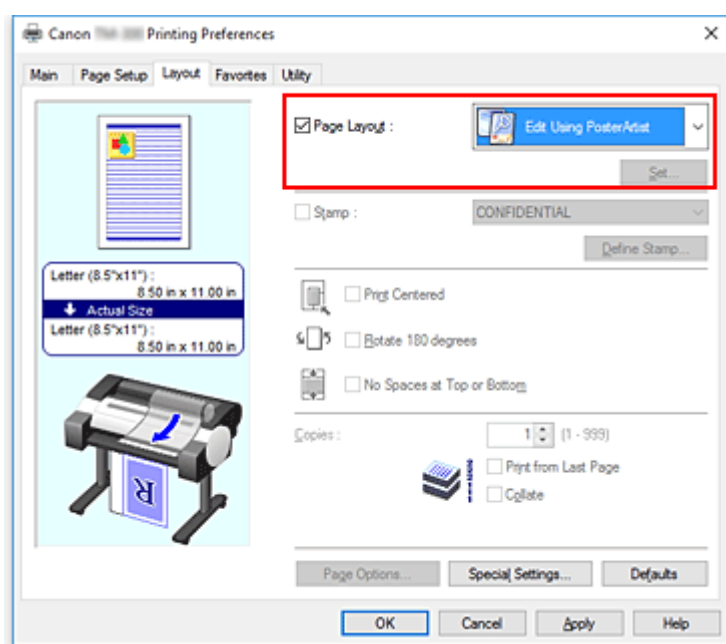 Canon Printing Preferences
Main Page Setup Layout Favorites Utility
Page Layout :
Edit Using PosterArtist
Set...
Stamp :
CONFIDENTIAL
Define Stamp...
Letter (8.5"x11") :
8.50 in x 11.00 in
Actual Size
Letter (8.5"x11") :
8.50 in x 11.00 in
Print Centered
Rotate 180 degrees
No Spaces at Top or Bottom
Copies :
1 (1 - 999)
Print from Last Page
Collate
R
Page Options... Special Settings... Defaults
OK Cancel Apply Help